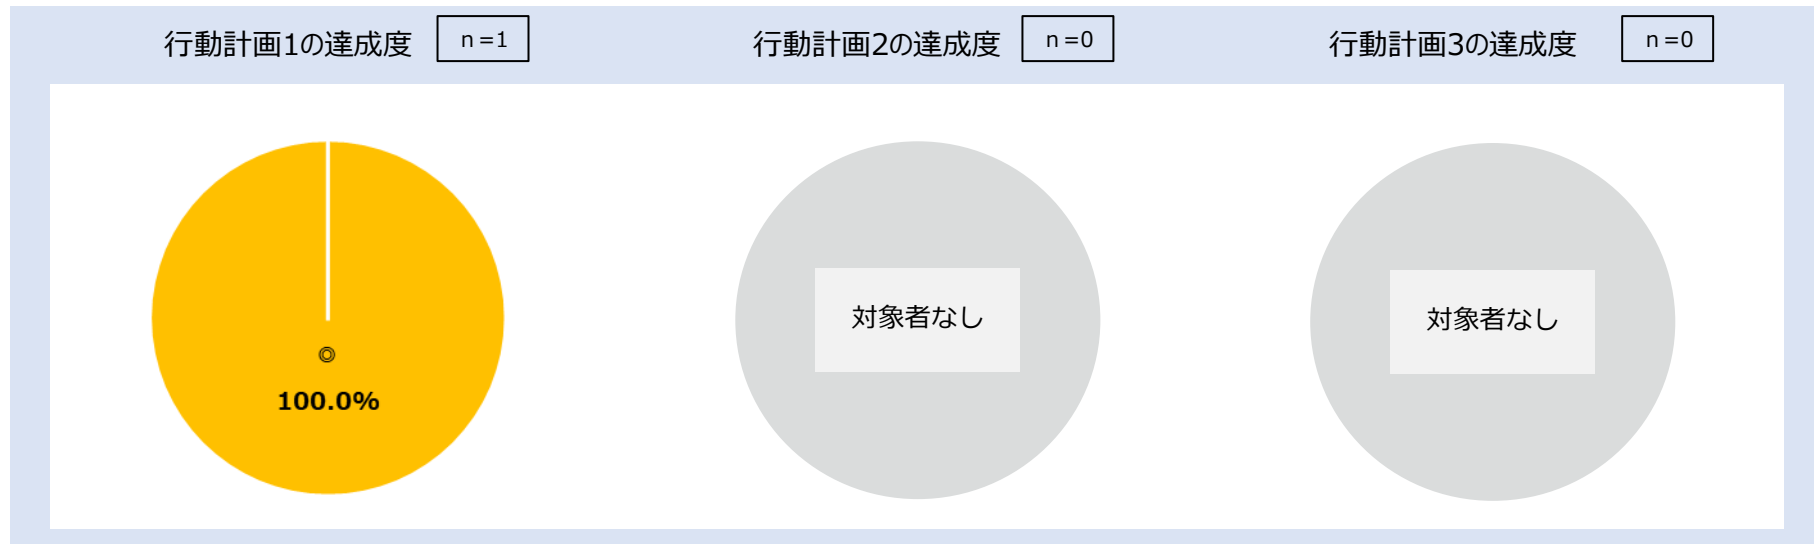 行動計画1の達成度 n=1
行動計画2の達成度 n=0
行動計画3の達成度 n=0
◎
100.0%
対象者なし
対象者なし